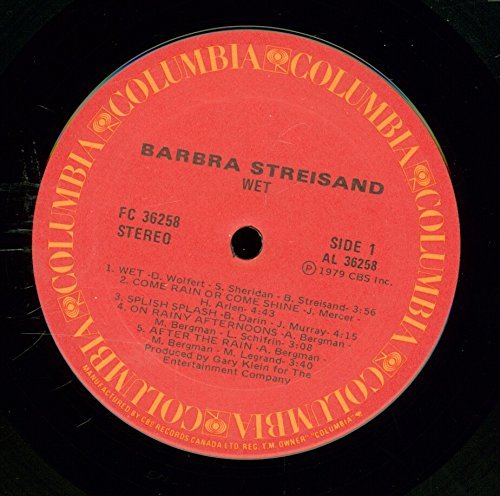 COLUMBIA COLUMBIA COLUMBIA COLUMBIA COLUMBIA COLUMBIA
BARBRA STREISAND
WET
FC 36258
STEREO
SIDE 1
AL 36258
Ⓟ 1979 CBS Inc.
1. WET -D. Wolfert - S. Sheridan - B. Streisand- 3:56
2. COME RAIN OR COME SHINE -J. Mercer -
H. Arlen- 4:43
3. SPLISH SPLASH -B. Darin - J. Murray- 4:15
4. ON RAINY AFTERNOONS -A. Bergman -
M. Bergman - L. Schifrin- 3:08
5. AFTER THE RAIN -A. Bergman -
M. Bergman - M. Legrand- 3:40
Produced by Gary Klein for The
Entertainment Company
MANUFACTURED BY CBS RECORDS CANADA LTD REG. T.M. OWNER "COLUMBIA"